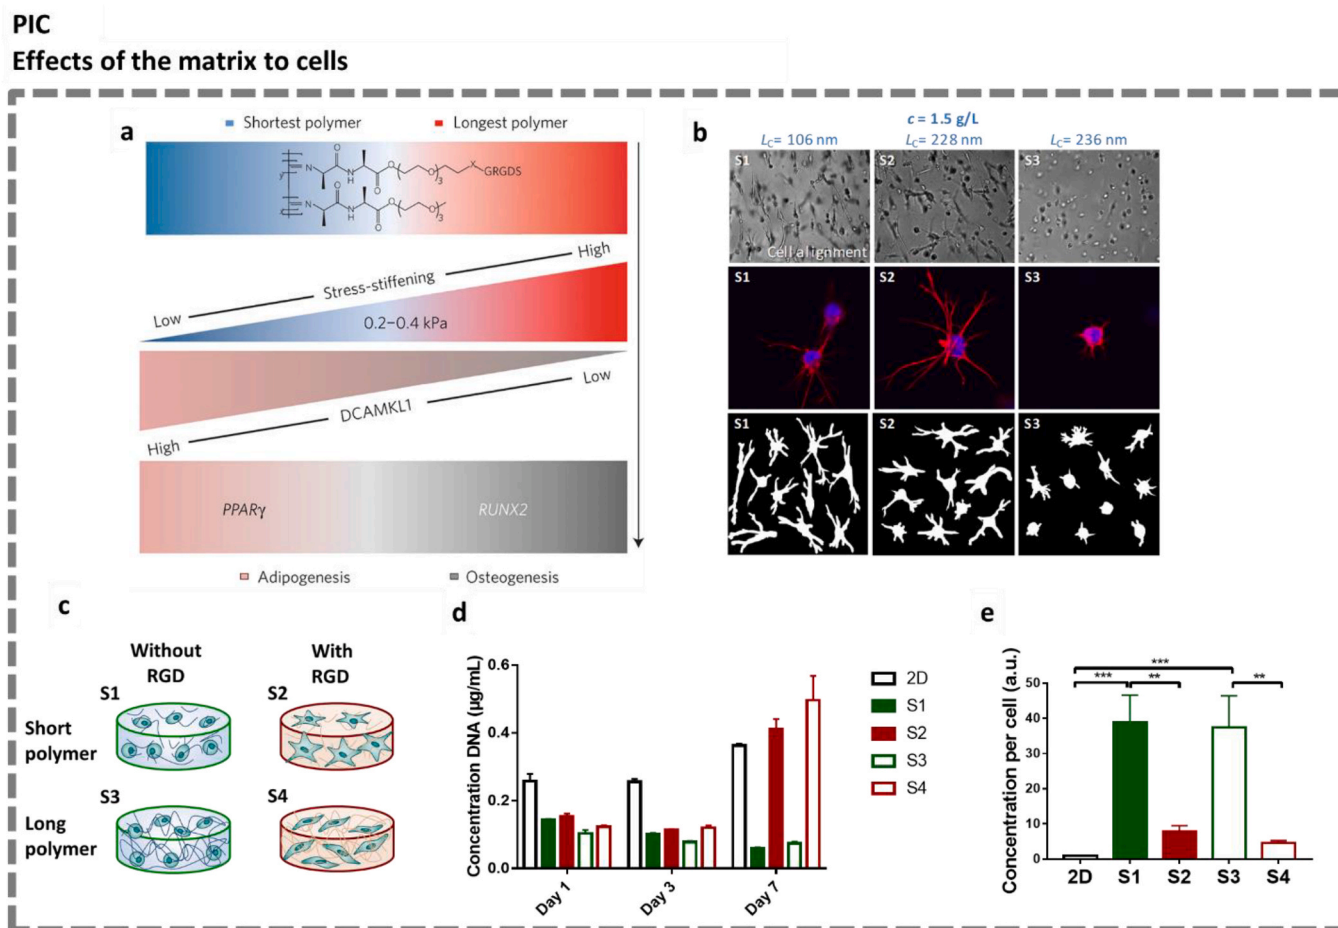 PIC
Effects of the matrix to cells
a
Shortest polymer
Longest polymer
GRGDS
High
Stress-stiffening
Low
0.2–0.4 kPa
Low
DCAMKL1
High
PPARγ
RUNX2
Adipogenesis
Osteogenesis
b
c = 1.5 g/L
LC= 106 nm
LC= 228 nm
LC= 236 nm
S1
S2
S3
Cell alignment
S1
S2
S3
S1
S2
S3
c
Without
RGD
With
RGD
S1
S2
Short
polymer
S3
S4
Long
polymer
d
Concentration DNA (µg/mL)
0.6
0.4
0.2
0.0
Day 1
Day 3
Day 7
2D
S1
S2
S3
S4
e
Concentration per cell (a.u.)
***
*** ** **
50
40
30
20
10
0
2D S1 S2 S3 S4